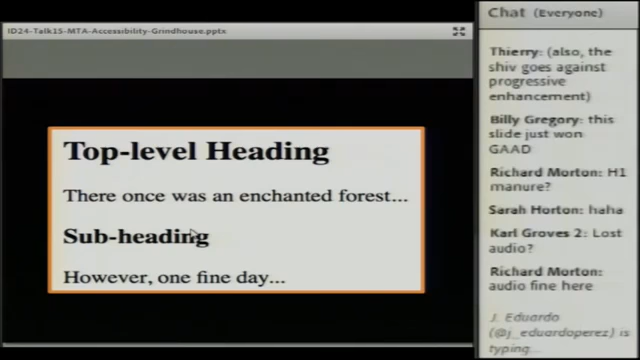 ID24-Talk15-MTA-Accessibility-Grindhouse.pptx
Top-level Heading
There once was an enchanted forest...
Sub-heading
However, one fine day...
Chat (Everyone)
Thierry: (also, the
shiv goes against
progressive
enhancement)
Billy Gregory: this
slide just won
GAAD
Richard Morton: H1
manure?
Sarah Horton: haha
Karl Groves 2: Lost
audio?
Richard Morton:
audio fine here
J. Eduardo
(@j_eduardoperez) is
typing...